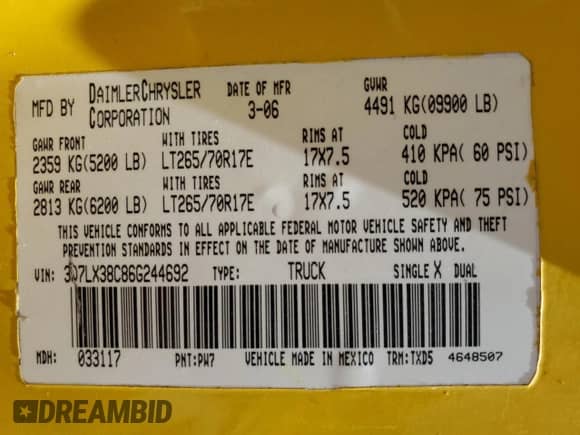 MFD BY DAIMLERCHRYSLER CORPORATION DATE OF MFR 3-06 GVWR 4491 KG(09900 LB)
GAWR FRONT WITH TIRES RIMS AT COLD
2359 KG(5200 LB) LT265/70R17E 17X7.5 410 KPA( 60 PSI)
GAWR REAR WITH TIRES RIMS AT COLD
2813 KG(6200 LB) LT265/70R17E 17X7.5 520 KPA( 75 PSI)
THIS VEHICLE CONFORMS TO ALL APPLICABLE FEDERAL MOTOR VEHICLE SAFETY AND THEFT
PREVENTION STANDARDS IN EFFECT ON THE DATE OF MANUFACTURE SHOWN ABOVE.
VIN: 3D7LX38C86G244692 TYPE: TRUCK SINGLE X DUAL
MDH: 033117 PNT:PW7 VEHICLE MADE IN MEXICO TRM:TXD5 4648507
DREAMBID